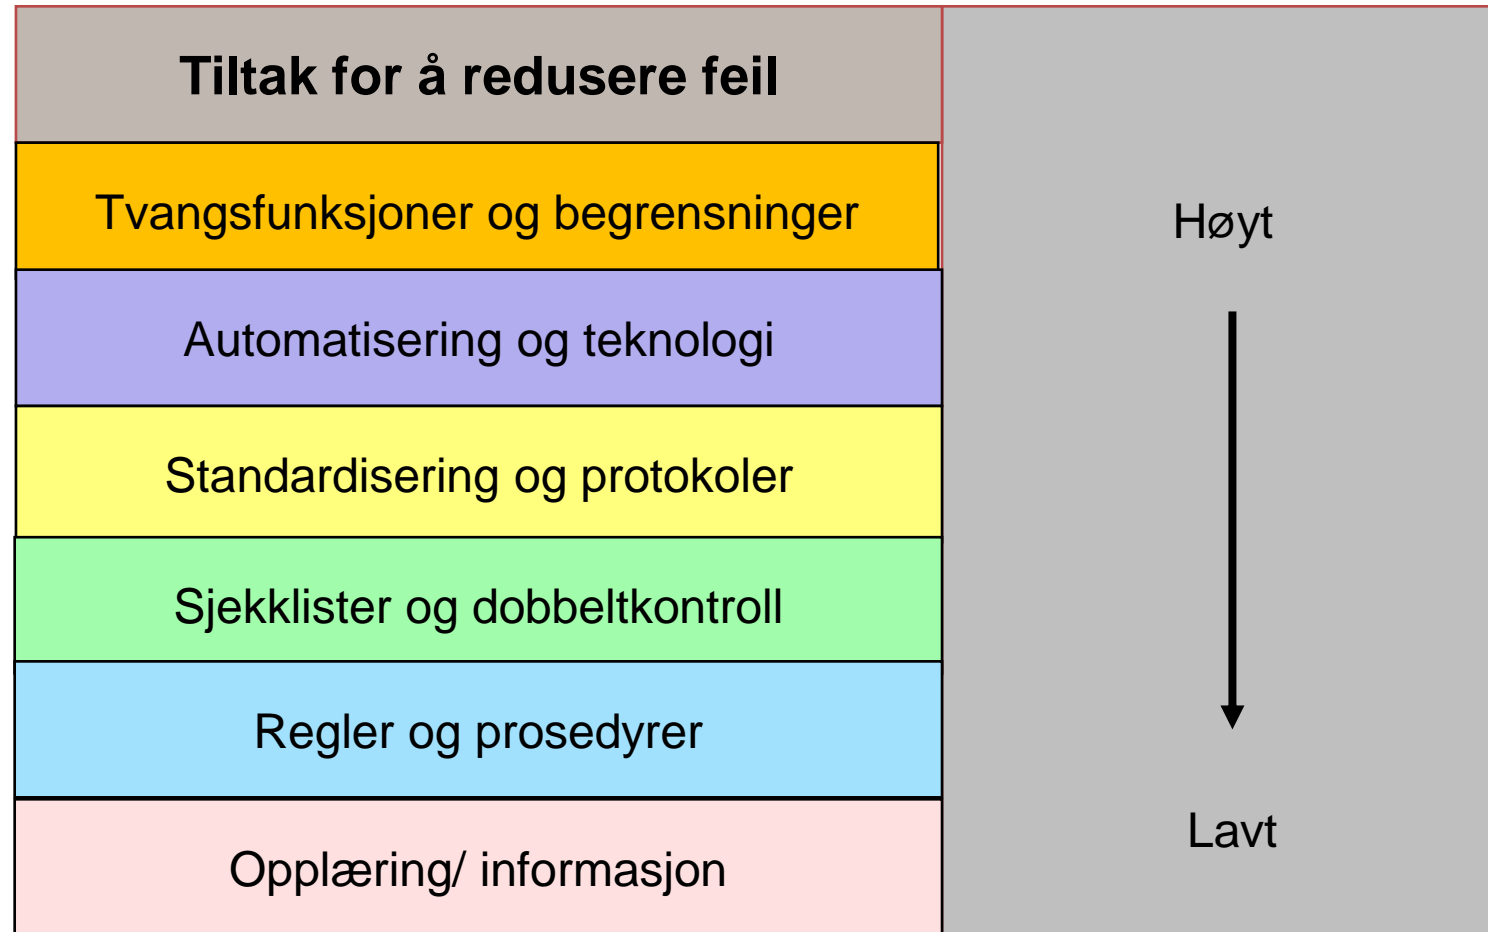 Tiltak for å redusere feil
Tvangsfunksjoner og begrensninger
Høyt
Automatisering og teknologi
Standardisering og protokoler
Sjekklister og dobbeltkontroll
Regler og prosedyrer
Lavt
Opplæring/ informasjon